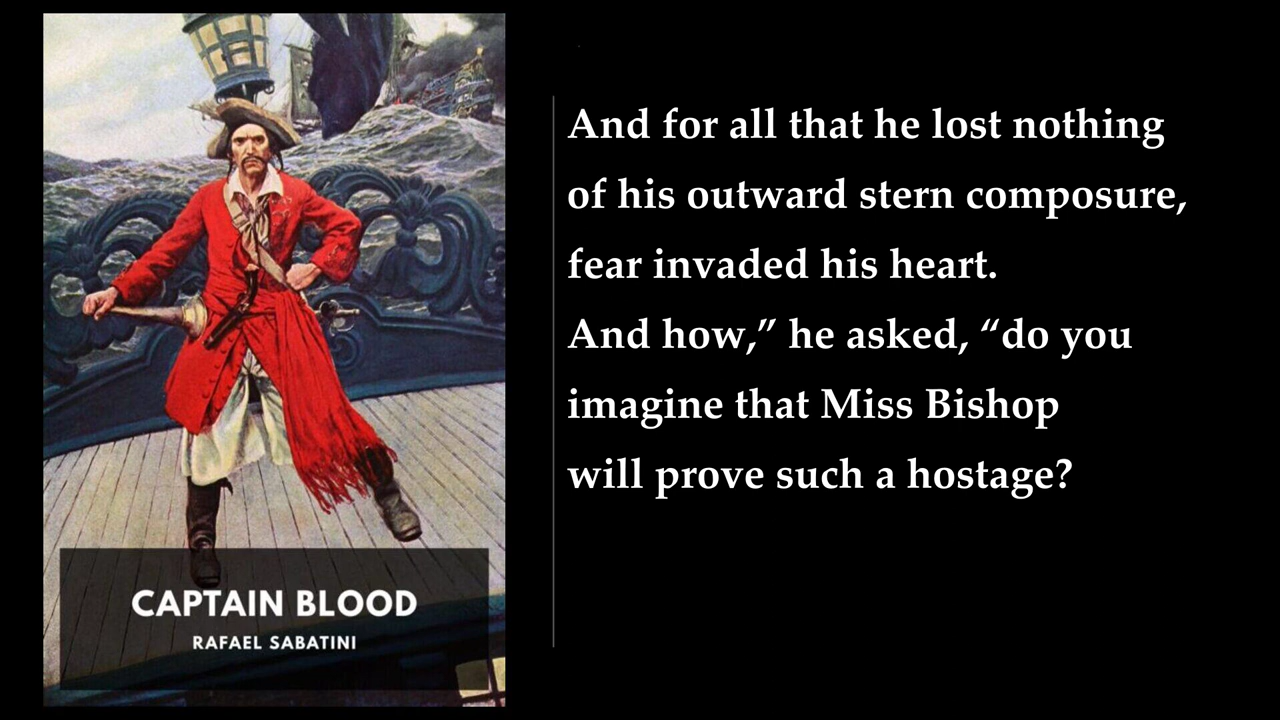 CAPTAIN BLOOD
RAFAEL SABATINI
And for all that he lost nothing
of his outward stern composure,
fear invaded his heart.
And how,” he asked, “do you
imagine that Miss Bishop
will prove such a hostage?